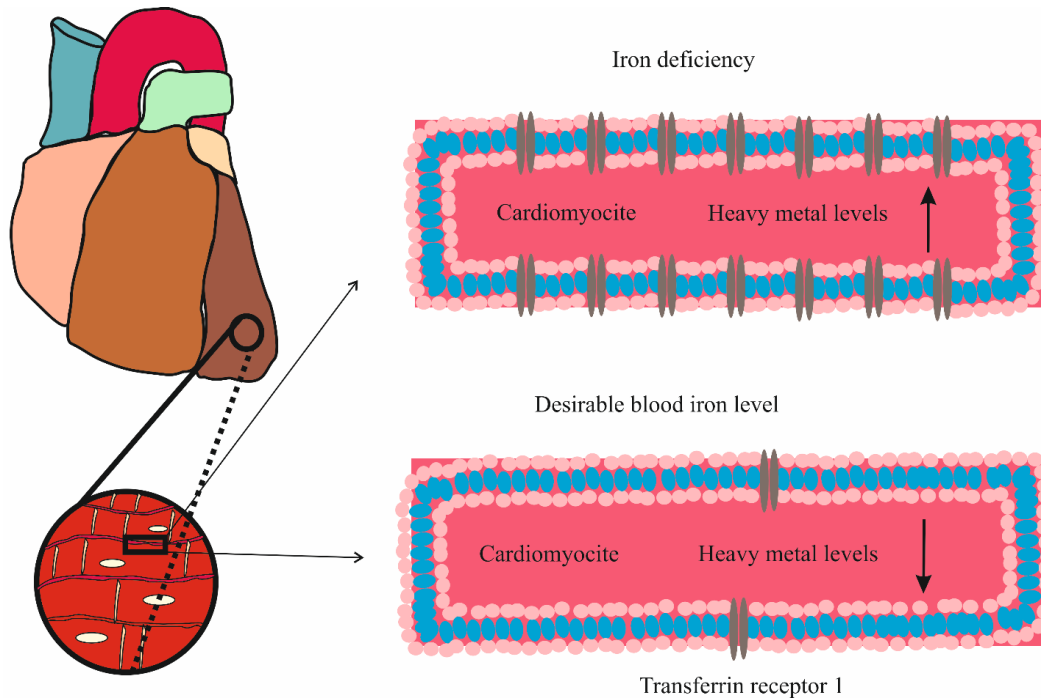 Iron deficiency
Cardiomyocite Heavy metal levels
Desirable blood iron level
Cardiomyocite Heavy metal levels
Transferrin receptor 1